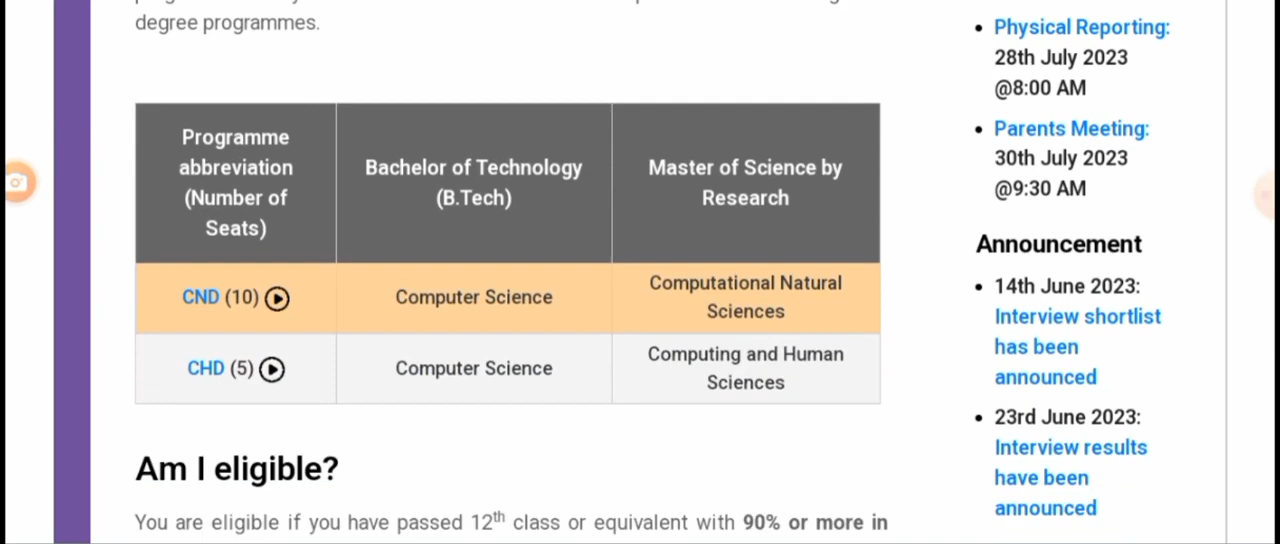 degree programmes.
Programme
abbreviation
(Number of
Seats)
Bachelor of Technology
(B.Tech)
Master of Science by
Research
CND (10)
Computer Science
Computational Natural
Sciences
CHD (5)
Computer Science
Computing and Human
Sciences
Am I eligible?
You are eligible if you have passed 12th class or equivalent with 90% or more in
Physical Reporting:
28th July 2023
@8:00 AM
Parents Meeting:
30th July 2023
@9:30 AM
Announcement
14th June 2023:
Interview shortlist
has been
announced
23rd June 2023:
Interview results
have been
announced